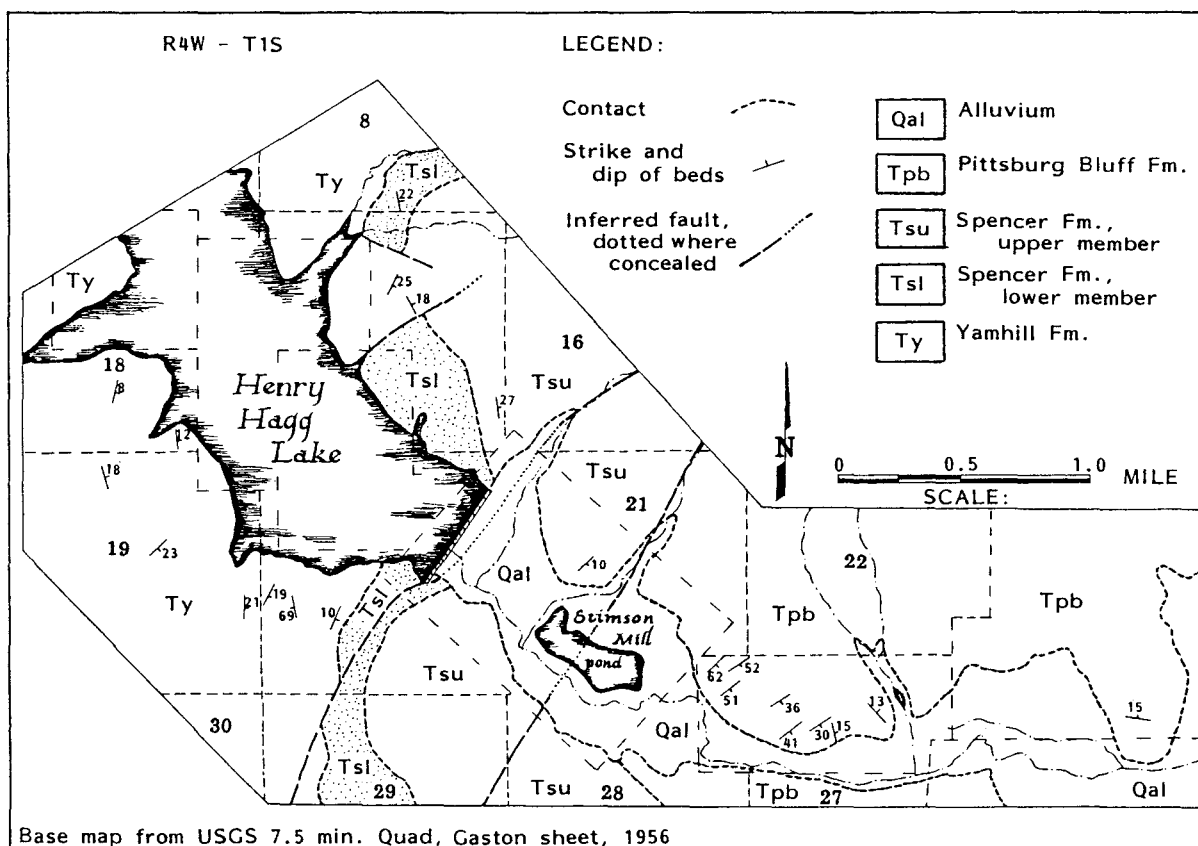 R4W - T1S
LEGEND:
Contact
Strike and
dip of beds
Inferred fault,
dotted where
concealed
Qal Alluvium
Tpb Pittsburg Bluff Fm.
Tsu Spencer Fm.,
upper member
Tsl Spencer Fm.,
lower member
Ty Yamhill Fm.
8
Ty
Tsl
22
Ty
25
18
16
18
8
Henry
Hagg
Lake
Tsl
Tsu
27
N
0 0.5 1.0 MILE
SCALE:
12
18
Tsu
21
19
23
Qal
10
22
Ty
21
19
69
10
Tsl
Stimson
Mill
pond
Tpb
Tpb
Tsu
62
52
51
36
13
15
30
41
15
30
Qal
Tsl
29
Tsu
28
Tpb
27
Qal
Base map from USGS 7.5 min. Quad, Gaston sheet, 1956